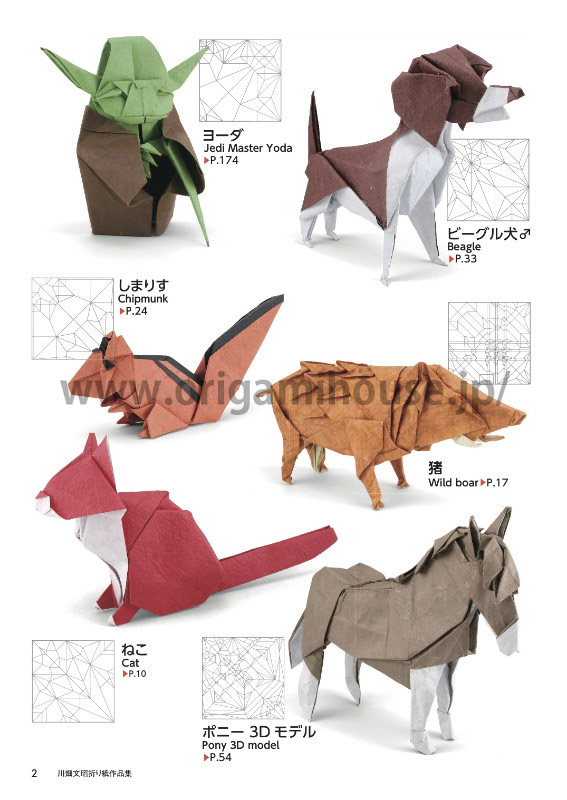 ヨーダ
Jedi Master Yoda
▶P.174
ビーグル犬♂
Beagle
▶P.33
しまりす
Chipmunk
▶P.24
www.origamihouse.jp/
猪
Wild boar▶P.17
ねこ
Cat
▶P.10
ポニー 3Dモデル
Pony 3D model
▶P.54
2 川畑文昭折り紙作品集